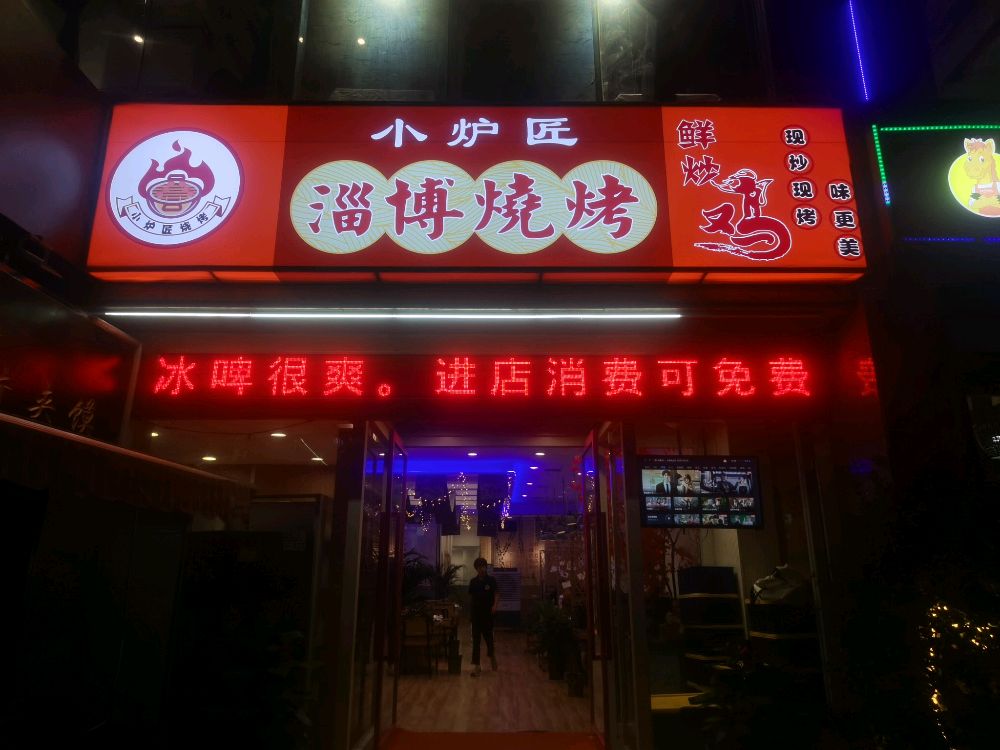 小炉匠
淄博燒烤
小炉匠烧烤
鲜炒
鸡
现炒现烤
味更美
冰啤很爽。进店消费可免费